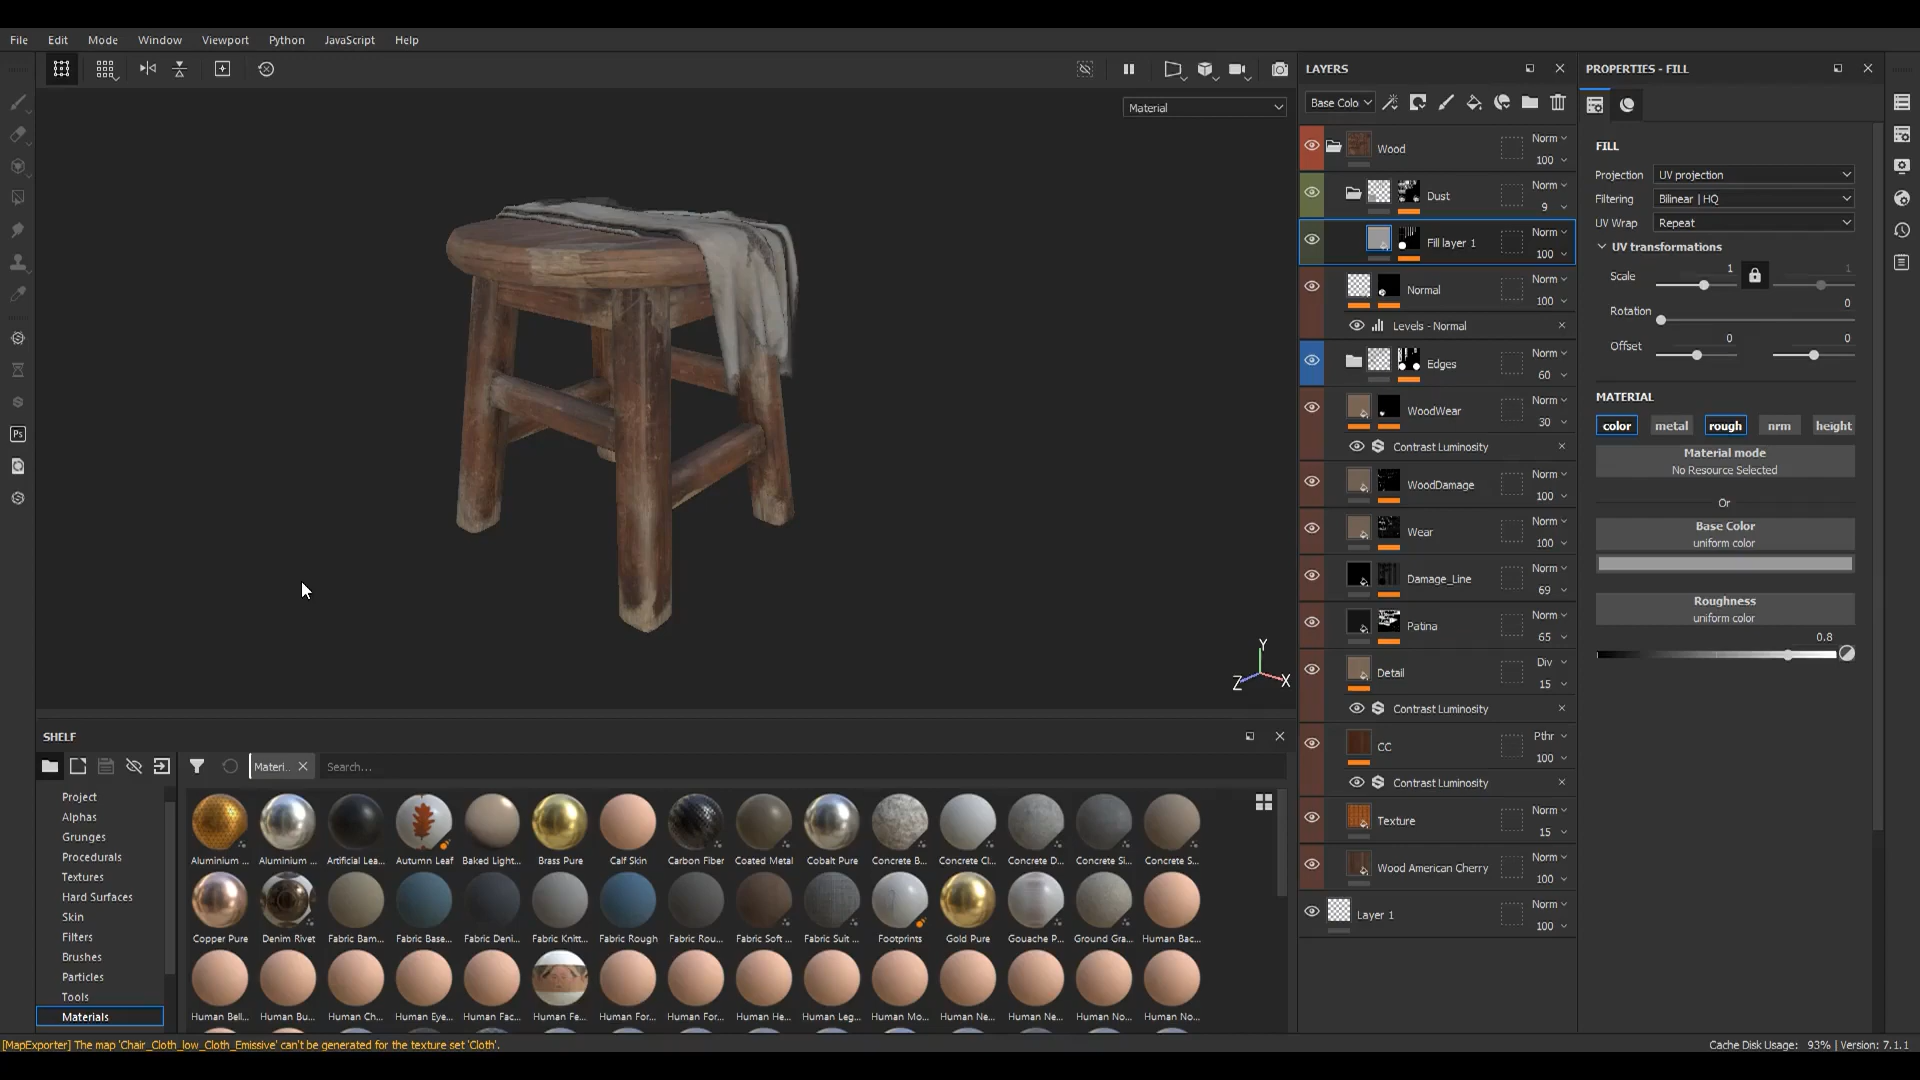 File Edit Mode Window Viewport Python JavaScript Help
Material
Y
Z X
SHELF
Materi.. Search...
Project
Alphas
Grunges
Procedurals
Textures
Hard Surfaces
Skin
Filters
Brushes
Particles
Tools
Materials
Aluminium ... Aluminium ... Artificial Lea... Autumn Leaf Baked Light... Brass Pure Calf Skin Carbon Fiber Coated Metal Cobalt Pure Concrete B... Concrete Cl... Concrete D... Concrete Si... Concrete S...
Copper Pure Denim Rivet Fabric Bam... Fabric Base... Fabric Deni... Fabric Knitt... Fabric Rough Fabric Rou... Fabric Soft ... Fabric Suit ... Footprints Gold Pure Gouache P... Ground Gra... Human Bac...
Human Bell... Human Bu... Human Ch... Human Eye... Human Fac... Human Fe... Human For... Human For... Human He... Human Leg... Human Mo... Human Ne... Human Ne... Human No... Human No...
LAYERS
Base Colo
Wood Norm
100
Dust Norm
9
Fill layer 1 Norm
100
Normal Norm
100
Levels - Normal
Edges Norm
60
WoodWear Norm
30
Contrast Luminosity
WoodDamage Norm
100
Wear Norm
100
Damage_Line Norm
69
Patina Norm
65
Detail Div
15
Contrast Luminosity
CC Pthr
100
Contrast Luminosity
Texture Norm
15
Wood American Cherry Norm
100
Layer 1 Norm
100
PROPERTIES - FILL
FILL
Projection UV projection
Filtering Bilinear | HQ
UV Wrap Repeat
UV transformations
Scale 1 1
Rotation 0
Offset 0 0
MATERIAL
color metal rough nrm height
Material mode
No Resource Selected
Or
Base Color
uniform color
Roughness
uniform color
0.8
Ps
[MapExporter] The map 'Chair_Cloth_low_Cloth_Emissive' can't be generated for the texture set 'Cloth'.
Cache Disk Usage: 93% | Version: 7.1.1